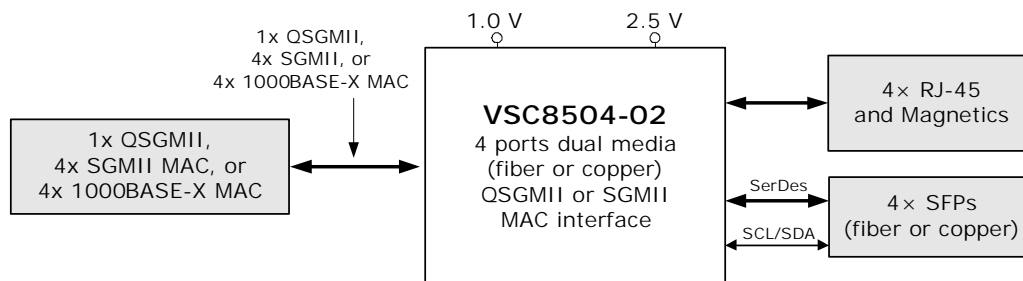 1.0 V
2.5 V
1x QSGMII,
4x SGMII, or
4x 1000BASE-X MAC
1x QSGMII,
4x SGMII MAC, or
4x 1000BASE-X MAC
VSC8504-02
4 ports dual media
(fiber or copper)
QSGMII or SGMII
MAC interface
4× RJ-45
and Magnetics
SerDes
SCL/SDA
4× SFPs
(fiber or copper)